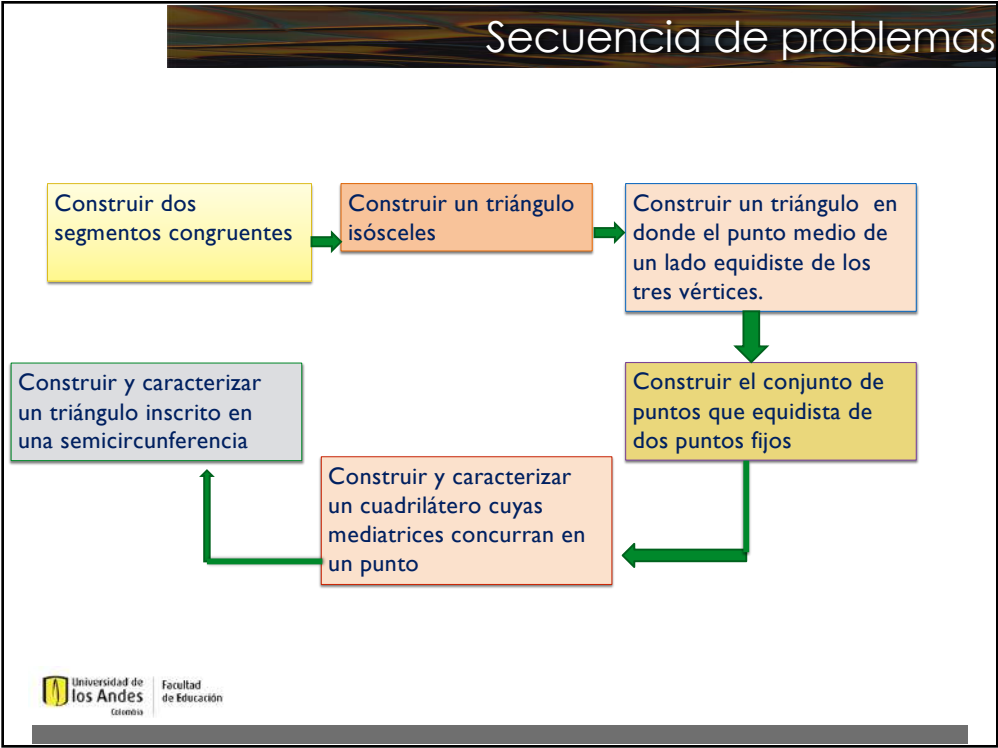 Secuencia de problemas
Construir dos
segmentos congruentes
Construir un triángulo
isósceles
Construir un triángulo en
donde el punto medio de
un lado equidiste de los
tres vértices.
Construir el conjunto de
puntos que equidista de
dos puntos fijos
Construir y caracterizar
un cuadrilátero cuyas
mediatrices concurran en
un punto
Construir y caracterizar
un triángulo inscrito en
una semicircunferencia
Universidad de
los Andes
Colombia
Facultad
de Educación